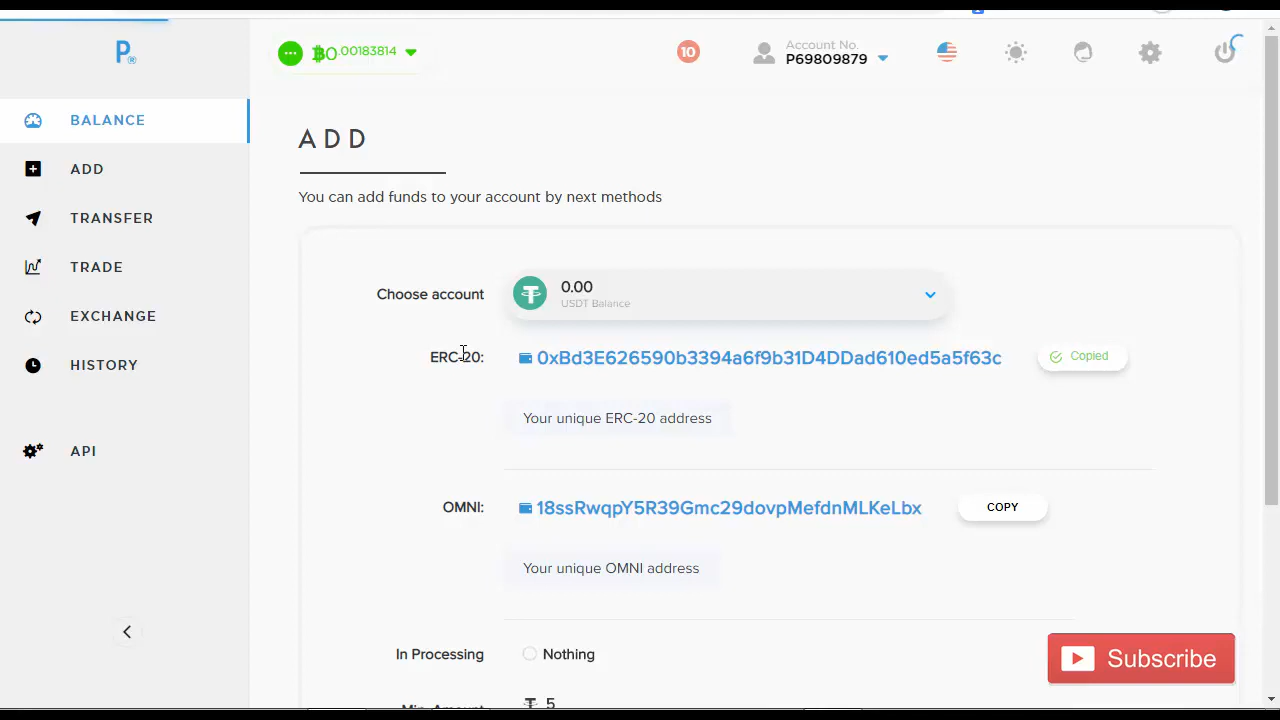 P®
฿0.00183814
10
Account No.
P69809879
BALANCE
ADD
TRANSFER
TRADE
EXCHANGE
HISTORY
API
ADD
You can add funds to your account by next methods
Choose account
0.00
USDT Balance
ERC-20:
0xBd3E626590b3394a6f9b31D4DDad610ed5a5f63c
Copied
Your unique ERC-20 address
OMNI:
18ssRwqpY5R39Gmc29dovpMefdnMLKeLbx
COPY
Your unique OMNI address
In Processing
Nothing
Min. Amount
5
Subscribe